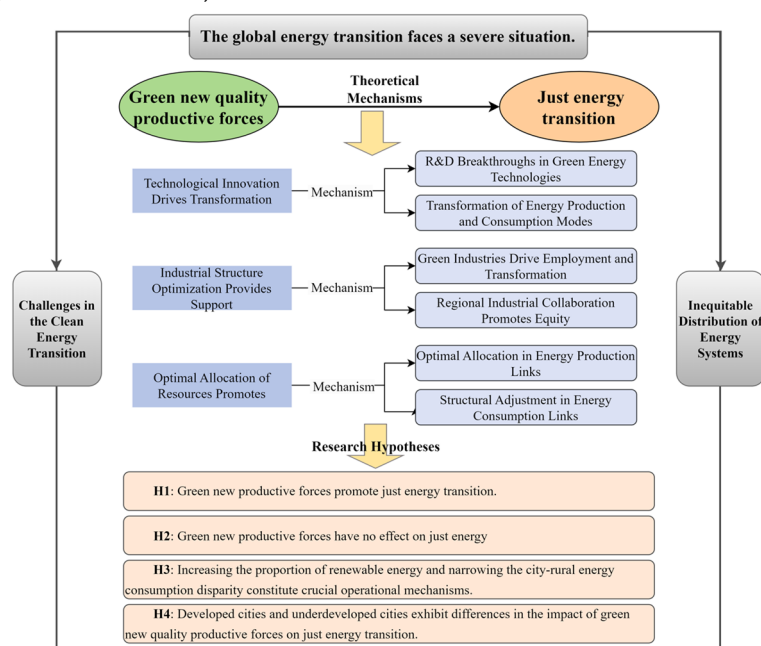 The global energy transition faces a severe situation.
Green new quality
productive forces
Theoretical
Mechanisms
Just energy
transition
Technological Innovation
Drives Transformation
Mechanism
R&D Breakthroughs in Green Energy
Technologies
Transformation of Energy Production
and Consumption Modes
Industrial Structure
Optimization Provides
Support
Mechanism
Green Industries Drive Employment and
Transformation
Regional Industrial Collaboration
Promotes Equity
Optimal Allocation of
Resources Promotes
Mechanism
Optimal Allocation in Energy Production
Links
Structural Adjustment in Energy
Consumption Links
Challenges in
the Clean
Energy
Transition
Inequitable
Distribution of
Energy
Systems
Research Hypotheses
H1: Green new productive forces promote just energy transition.
H2: Green new productive forces have no effect on just energy
H3: Increasing the proportion of renewable energy and narrowing the city-rural energy
consumption disparity constitute crucial operational mechanisms.
H4: Developed cities and underdeveloped cities exhibit differences in the impact of green
new quality productive forces on just energy transition.